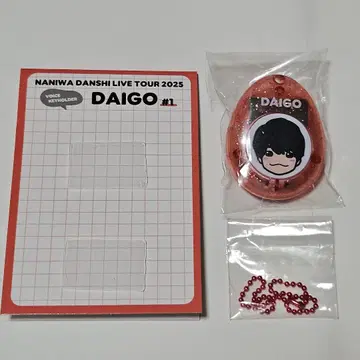 NANIWA DANSHI LIVE TOUR 2025
VOICE KEYHOLDER
DAIGO #1
DAIGO